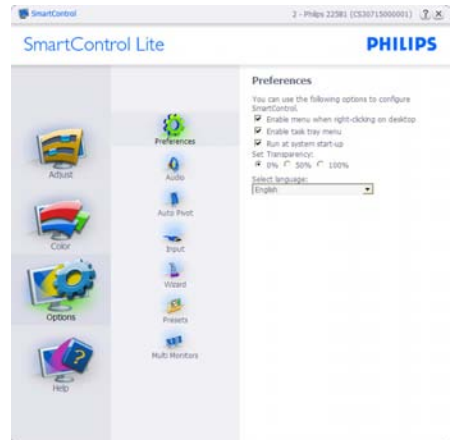 SmartControl
2 - Philips 225B1 (CS30715000001)
? X
SmartControl Lite
PHILIPS
Adjust
Color
Options
Help
Preferences
Audio
Auto Pivot
Input
Wizard
Presets
Multi Monitors
Preferences
You can use the following options to configure
SmartControl.
Enable menu when right-clicking on desktop
Enable task tray menu
Run at system start-up
Set Transparency:
0% 50% 100%
Select language:
English